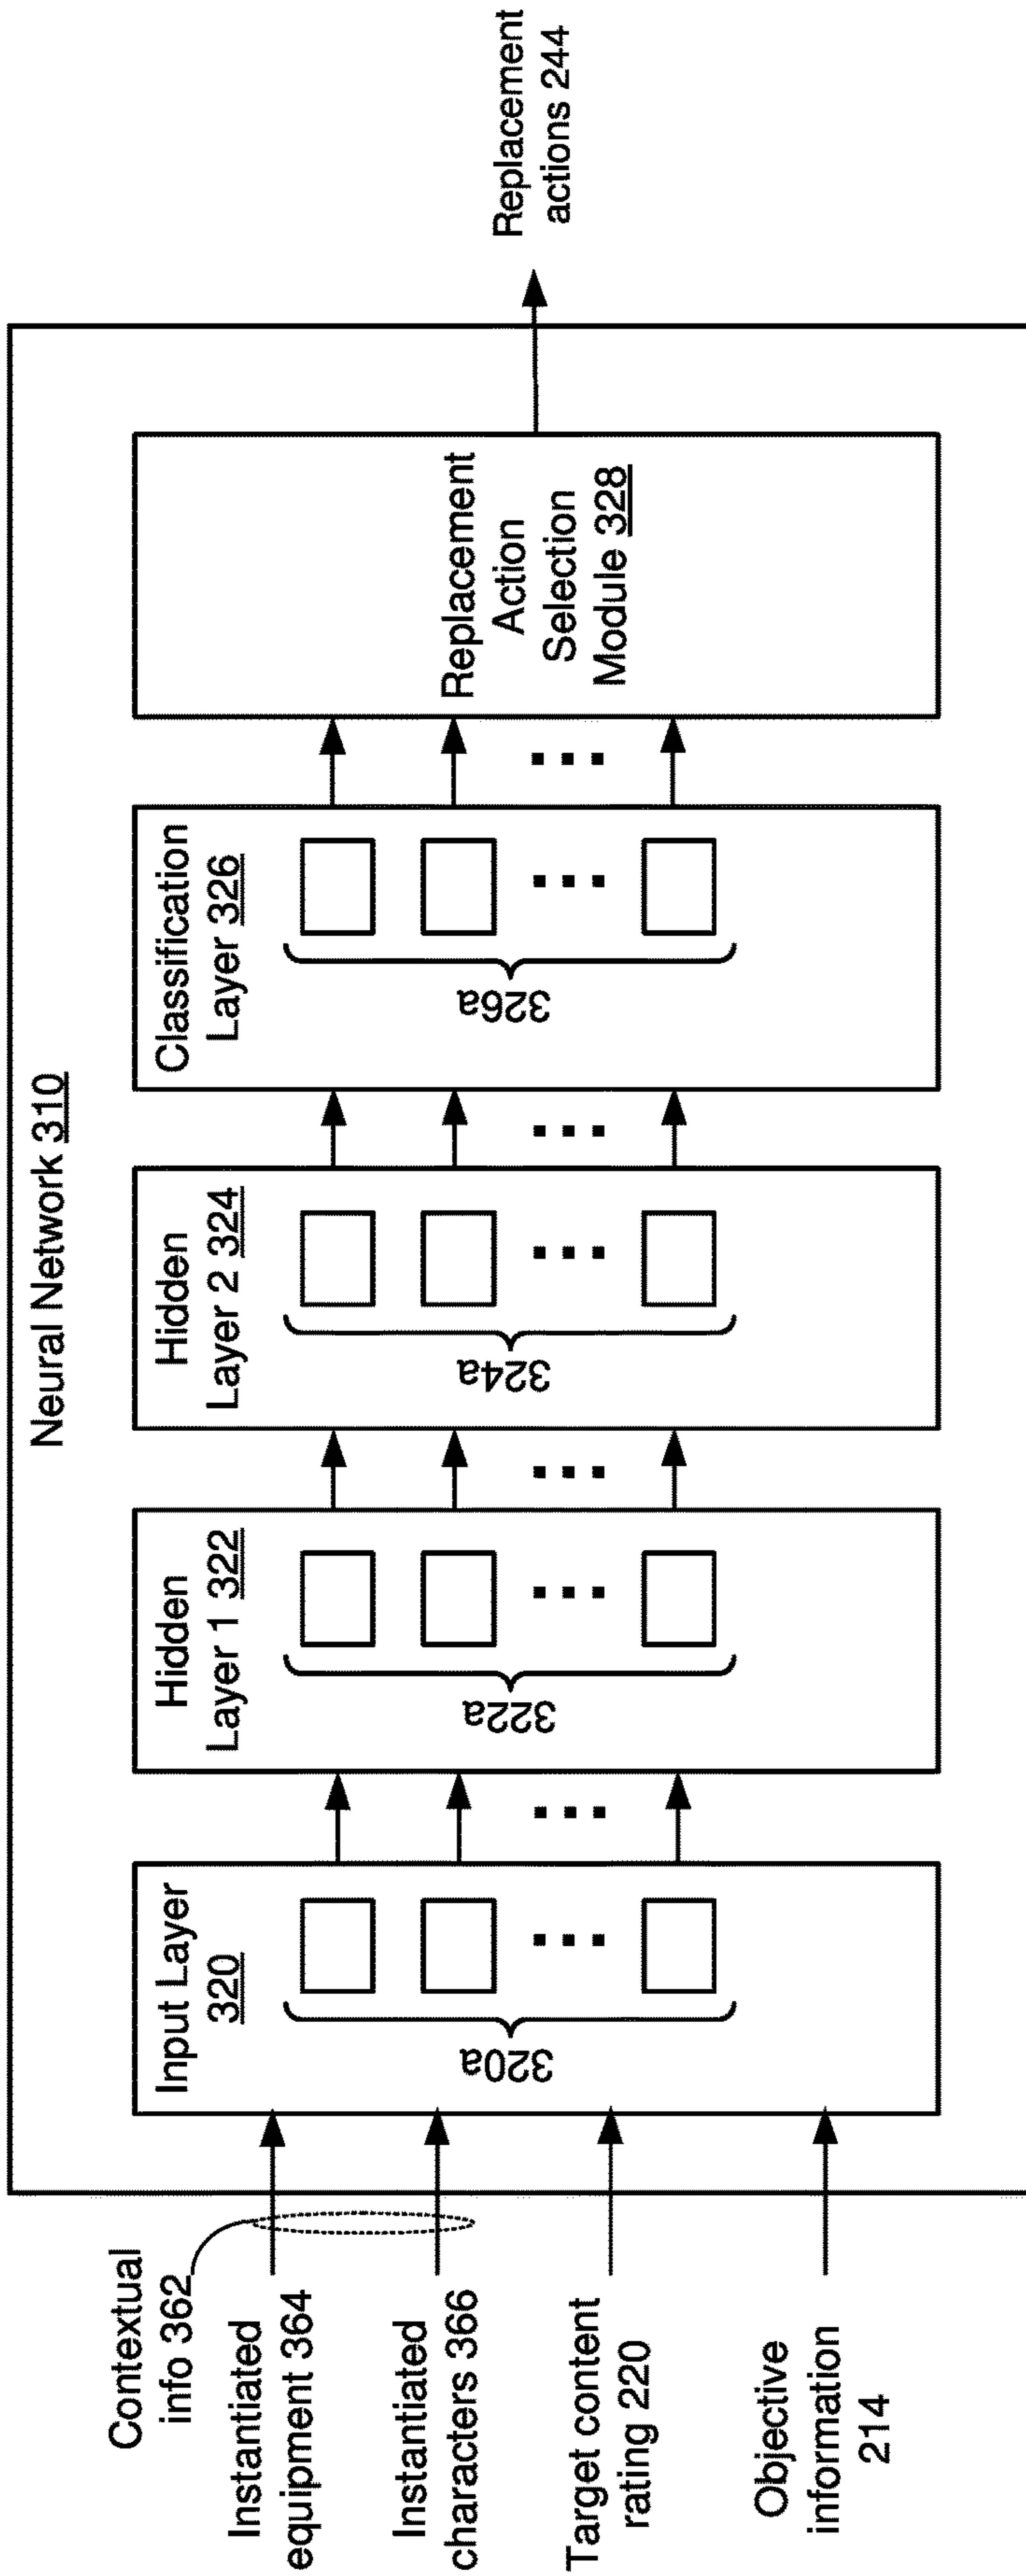 Neural Network 310
Contextual
info 362
Instantiated
equipment 364
Instantiated
characters 366
Target content
rating 220
Objective
information
214
Input Layer
320
320a
Hidden
Layer 1 322
322a
Hidden
Layer 2 324
324a
Classification
Layer 326
326a
Replacement
Action
Selection
Module 328
Replacement
actions 244